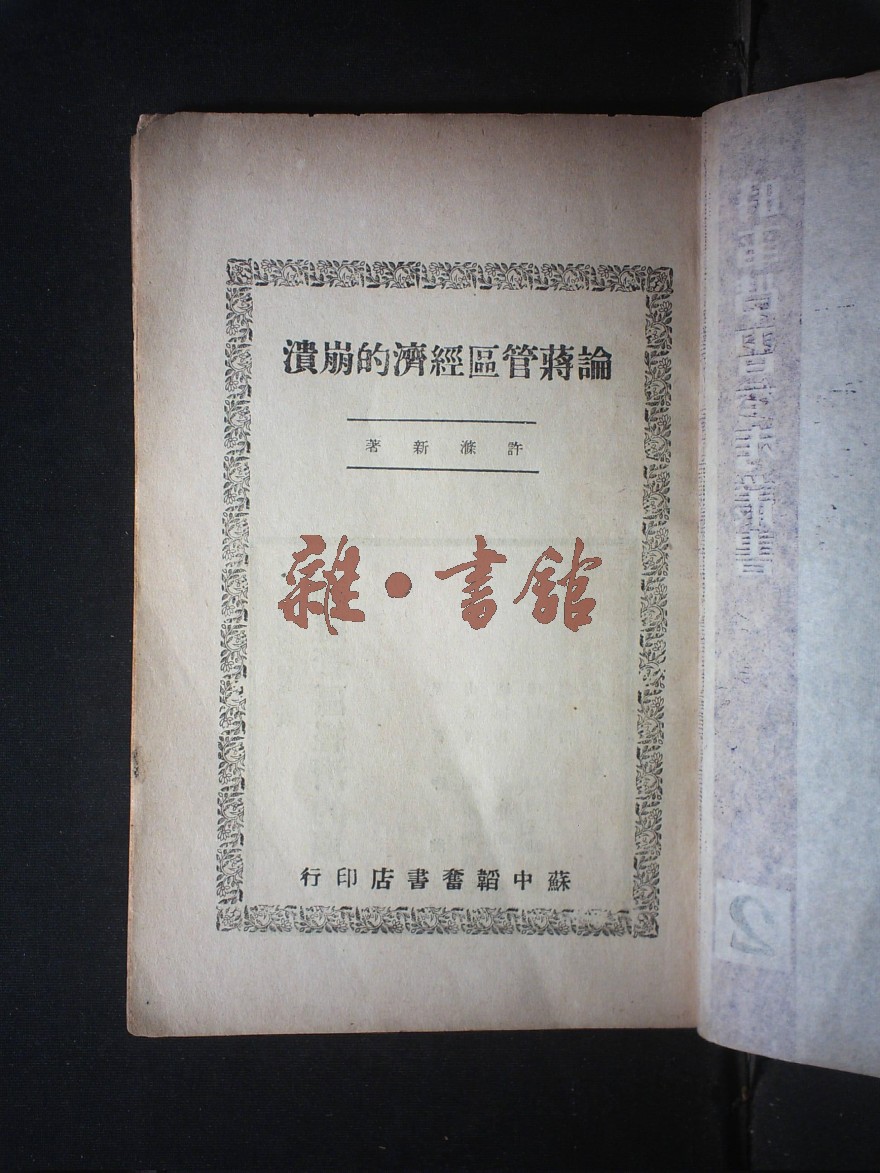 論蔣管區經濟的崩潰
許滌新著
雜·書館
蘇中韜奮書店印行
2